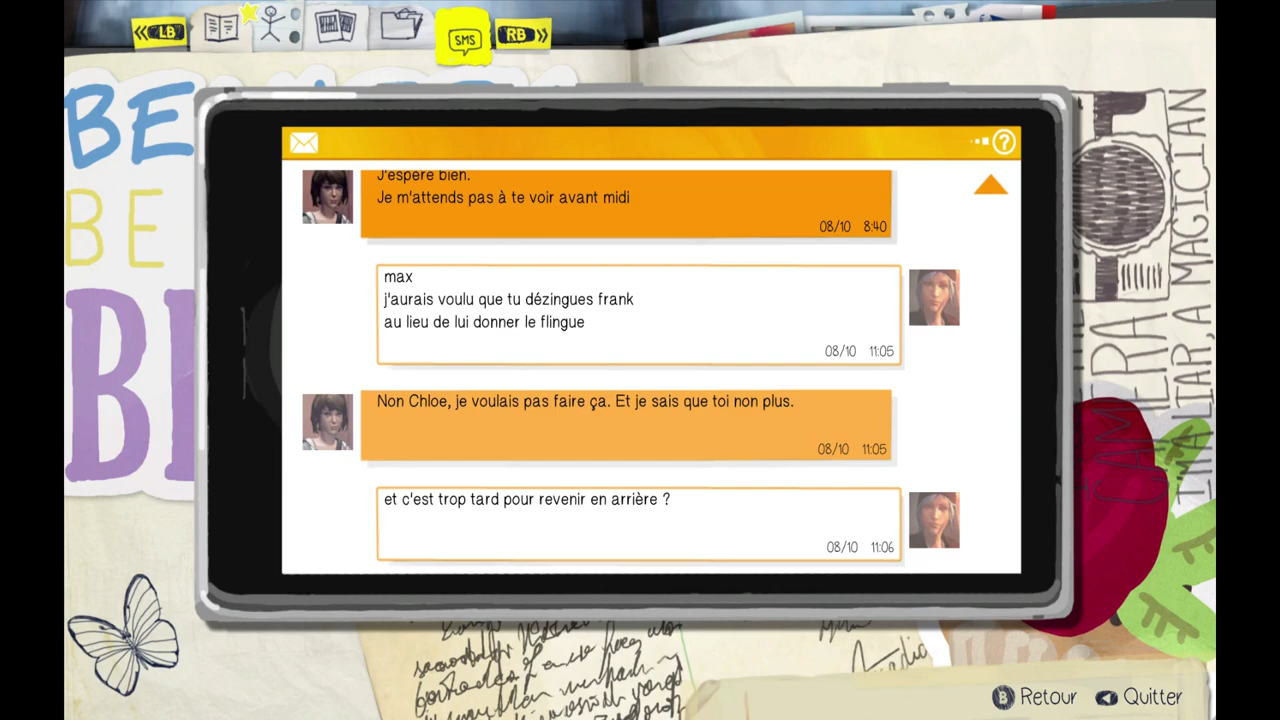 LB
SMS
RB
BE
BE
J'espère bien.
Je m'attends pas à te voir avant midi
08/10 8:40
max
j'aurais voulu que tu dézingues frank
au lieu de lui donner le flingue
08/10 11:05
Non Chloe, je voulais pas faire ça. Et je sais que toi non plus.
08/10 11:05
et c'est trop tard pour revenir en arrière ?
08/10 11:06
CAMERA
LIAR, A MAGICIAN
B Retour
Quitter